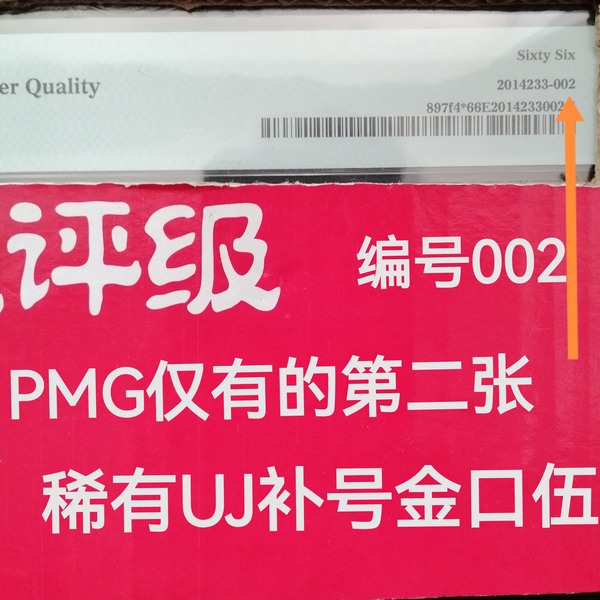 Sixty Six
er Quality
2014233-002
897f4*66E2014233002
评级
编号002
PMG仅有的第二张
稀有UJ补号金口伍